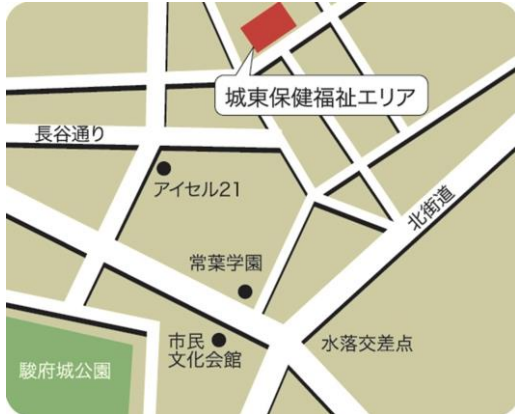 城東保健福祉エリア
長谷通り
アイセル21
北街道
常葉学園
市民
文化会館
水落交差点
駿府城公園